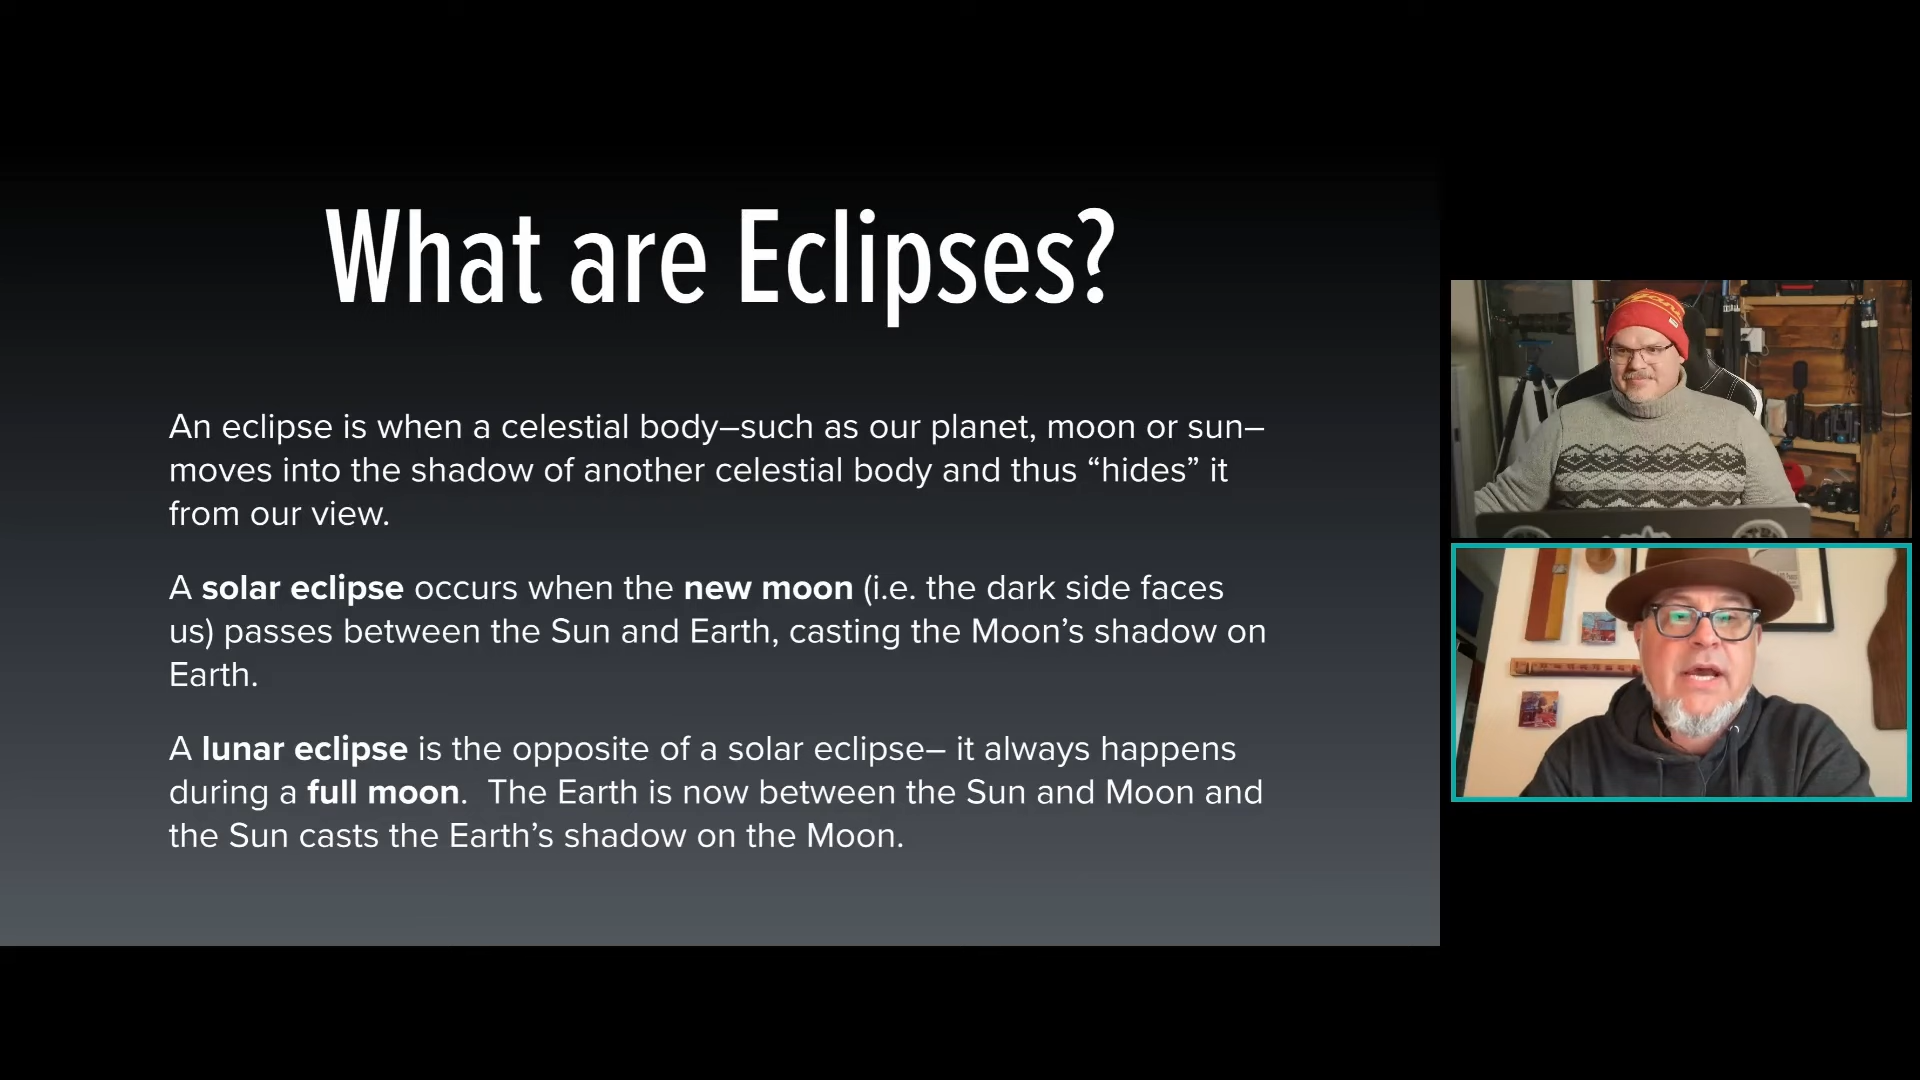 What are Eclipses?
An eclipse is when a celestial body–such as our planet, moon or sun–
moves into the shadow of another celestial body and thus “hides” it
from our view.
A solar eclipse occurs when the new moon (i.e. the dark side faces
us) passes between the Sun and Earth, casting the Moon’s shadow on
Earth.
A lunar eclipse is the opposite of a solar eclipse– it always happens
during a full moon.  The Earth is now between the Sun and Moon and
the Sun casts the Earth’s shadow on the Moon.